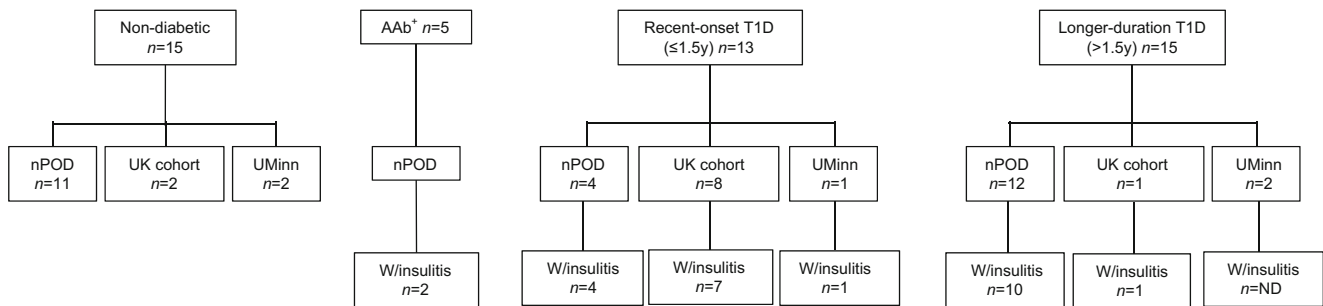 Non-diabetic
n=15
nPOD
n=11
UK cohort
n=2
UMinn
n=2
AAb⁺ n=5
nPOD
W/insulitis
n=2
Recent-onset T1D
(≤1.5y) n=13
nPOD
n=4
UK cohort
n=8
UMinn
n=1
W/insulitis
n=4
W/insulitis
n=7
W/insulitis
n=1
Longer-duration T1D
(>1.5y) n=15
nPOD
n=12
UK cohort
n=1
UMinn
n=2
W/insulitis
n=10
W/insulitis
n=1
W/insulitis
n=ND